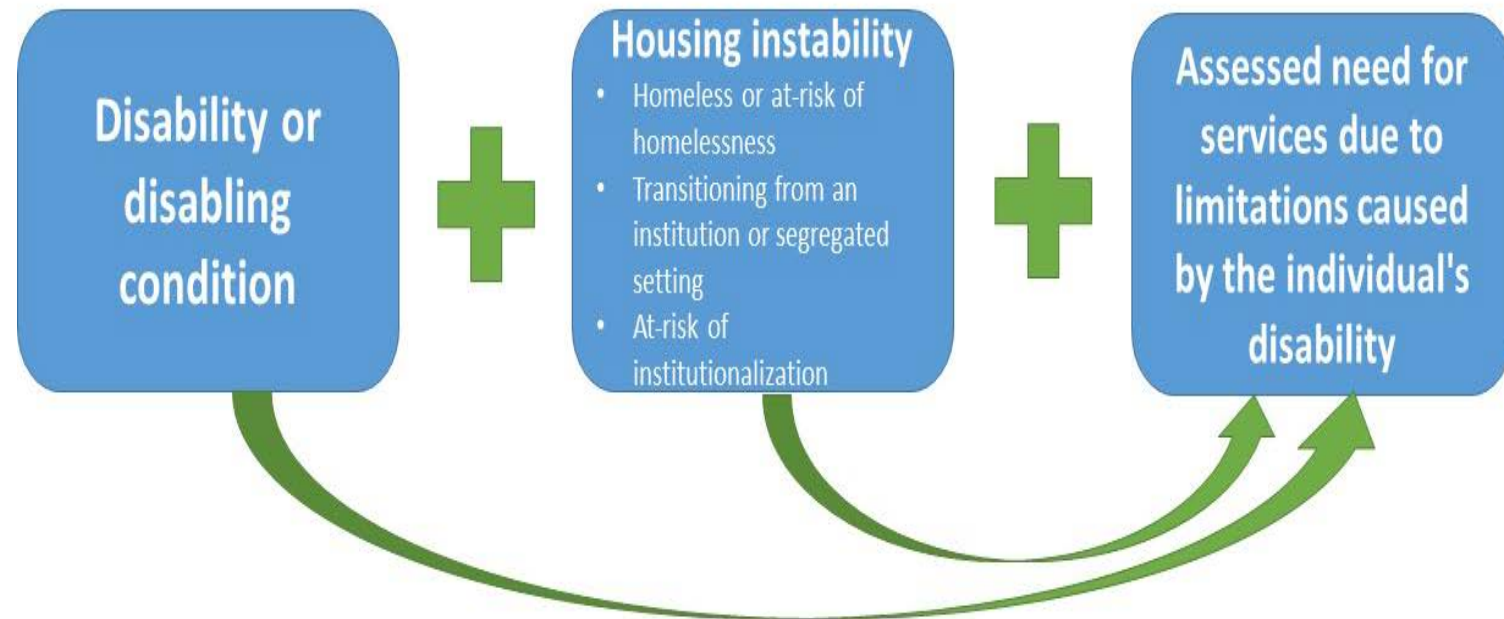 Disability or
disabling
condition
Housing instability
• Homeless or at-risk of
homelessness
• Transitioning from an
institution or segregated
setting
• At-risk of
institutionalization
Assessed need for
services due to
limitations caused
by the individual's
disability